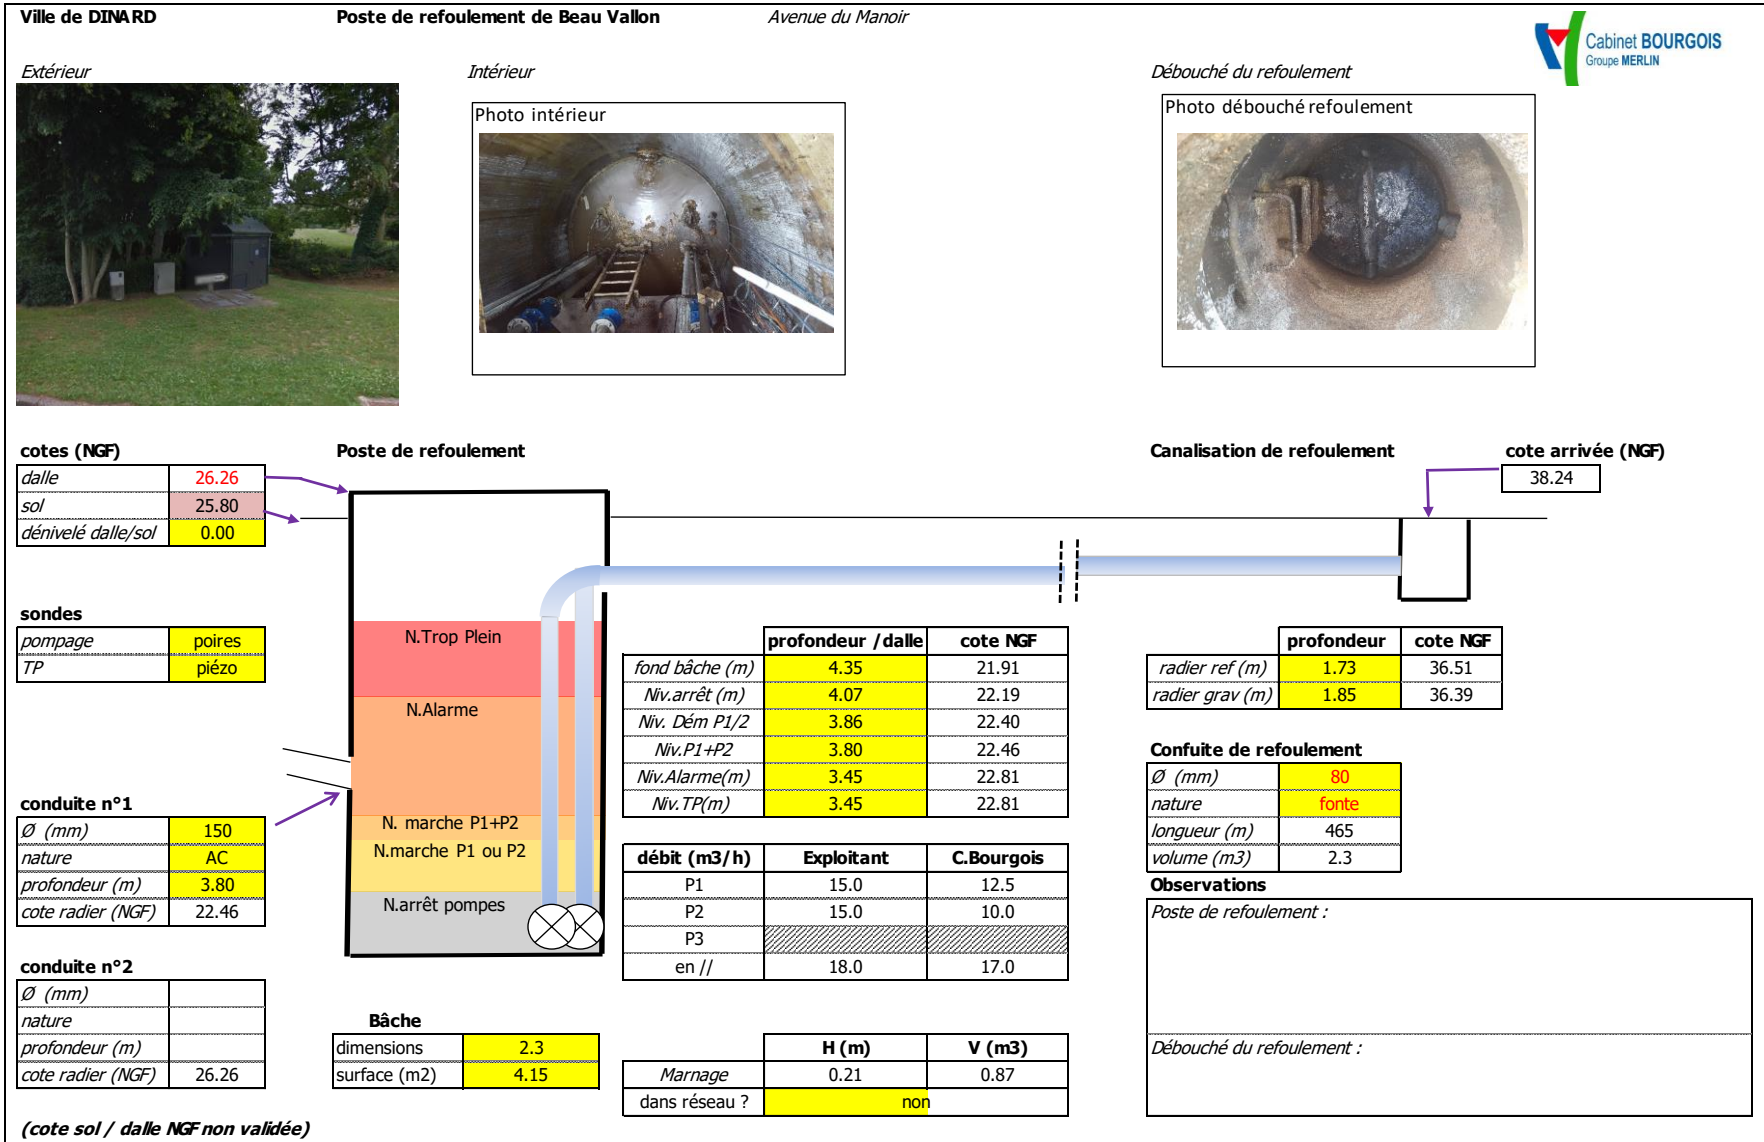 Ville de DINARD Poste de refoulement de Beau Vallon Avenue du Manoir
Cabinet BOURGOIS
Groupe MERLIN
Extérieur Intérieur Débouché du refoulement
Photo intérieur Photo débouché refoulement
cotes (NGF) Poste de refoulement Canalisation de refoulement cote arrivée (NGF)
dalle 26.26 38.24
sol 25.80
dénivelé dalle/sol 0.00
sondes
pompage poires
TP piézo
N.Trop Plein
N.Alarme
N. marche P1+P2
N.marche P1 ou P2
N.arrêt pompes
profondeur /dalle cote NGF
fond bâche (m) 4.35 21.91
Niv.arrêt (m) 4.07 22.19
Niv. Dém P1/2 3.86 22.40
Niv.P1+P2 3.80 22.46
Niv.Alarme(m) 3.45 22.81
Niv.TP(m) 3.45 22.81
profondeur cote NGF
radier ref (m) 1.73 36.51
radier grav (m) 1.85 36.39
Confuite de refoulement
Ø (mm) 80
nature fonte
longueur (m) 465
volume (m3) 2.3
conduite n°1
Ø (mm) 150
nature AC
profondeur (m) 3.80
cote radier (NGF) 22.46
débit (m3/h) Exploitant C.Bourgois
P1 15.0 12.5
P2 15.0 10.0
P3
en // 18.0 17.0
Observations
Poste de refoulement :
Débouché du refoulement :
conduite n°2
Ø (mm)
nature
profondeur (m)
cote radier (NGF) 26.26
Bâche
dimensions 2.3
surface (m2) 4.15
H (m) V (m3)
Marnage 0.21 0.87
dans réseau ? non
(cote sol / dalle NGF non validée)